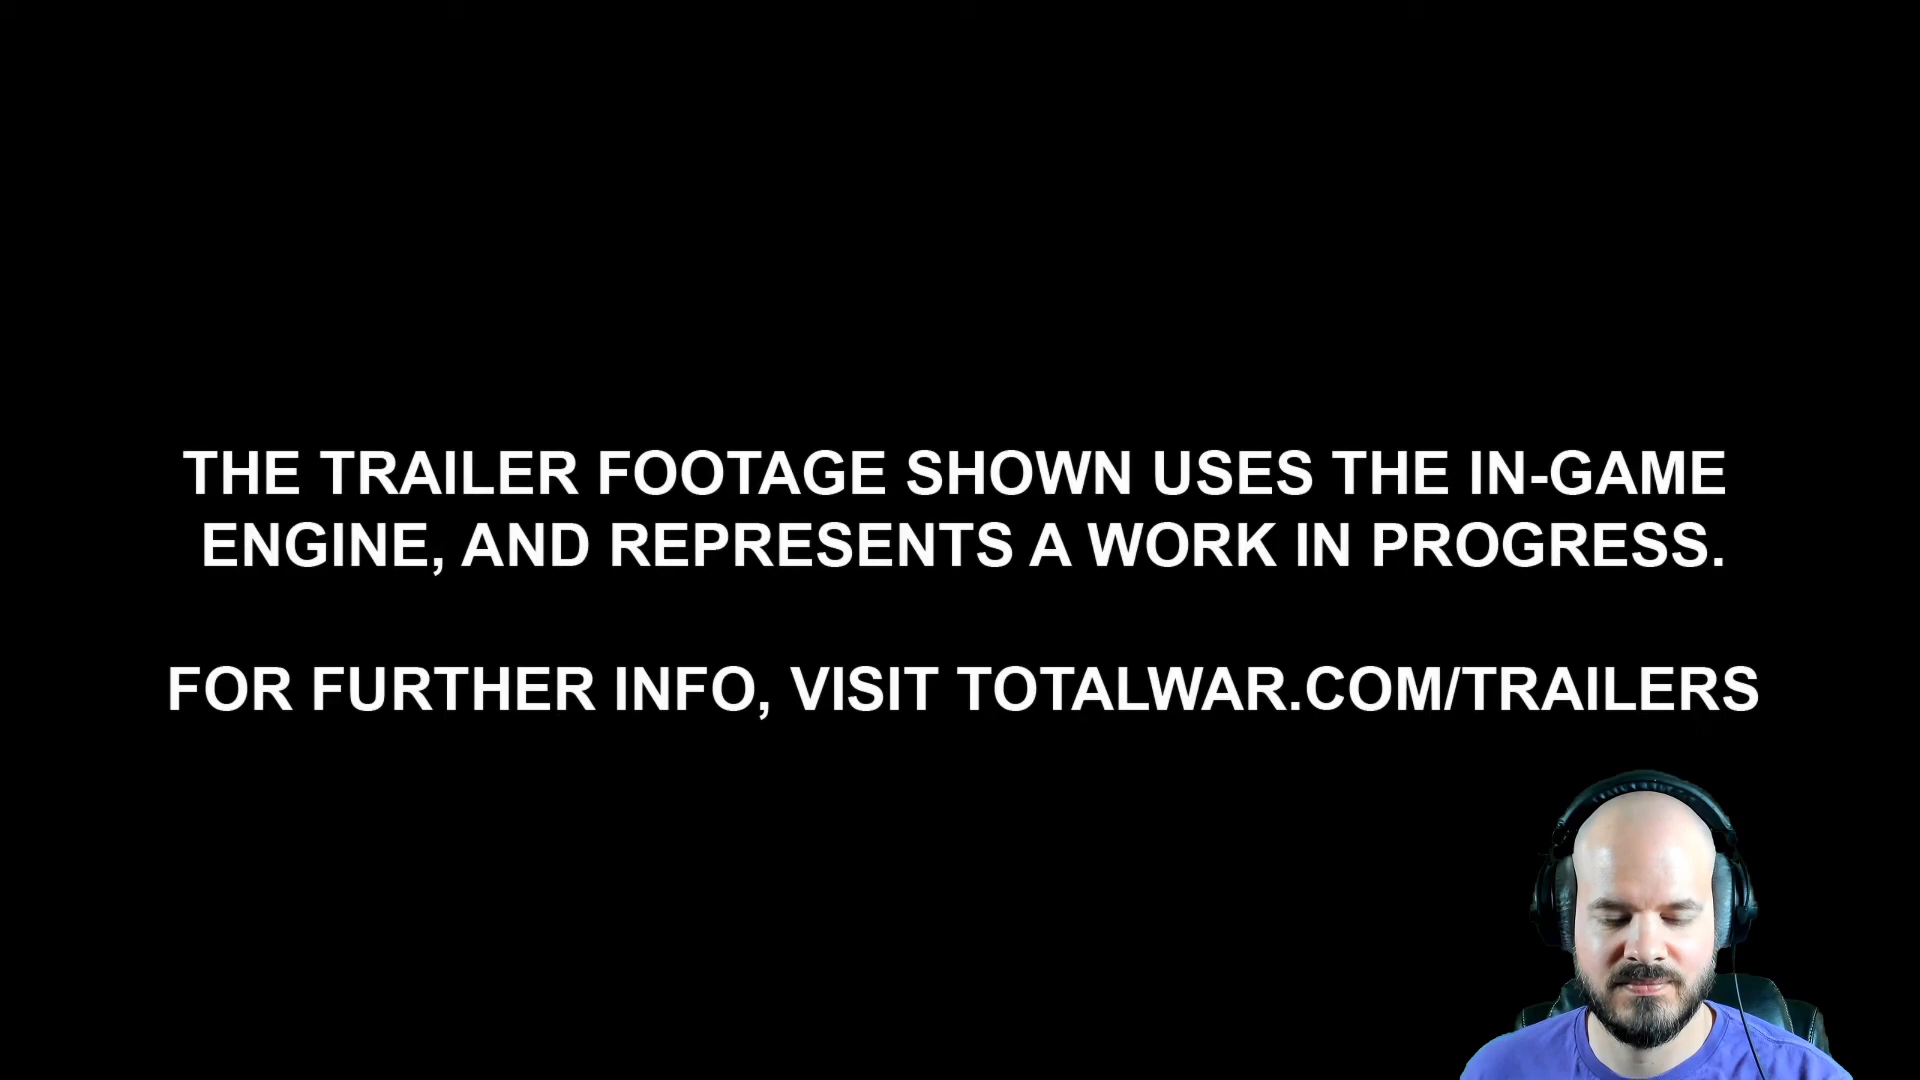 THE TRAILER FOOTAGE SHOWN USES THE IN-GAME
ENGINE, AND REPRESENTS A WORK IN PROGRESS.
FOR FURTHER INFO, VISIT TOTALWAR.COM/TRAILERS